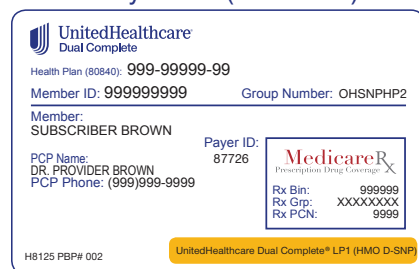 UnitedHealthcare®
Dual Complete
Health Plan (80840): 999-99999-99
Member ID: 999999999 Group Number: OHSNPHP2
Member:
SUBSCRIBER BROWN
Payer ID:
87726
PCP Name:
DR. PROVIDER BROWN
PCP Phone: (999)999-9999
MedicareRx
Prescription Drug Coverage
Rx Bin: 999999
Rx Grp: XXXXXXXX
Rx PCN: 9999
UnitedHealthcare Dual Complete® LP1 (HMO D-SNP)
H8125 PBP# 002